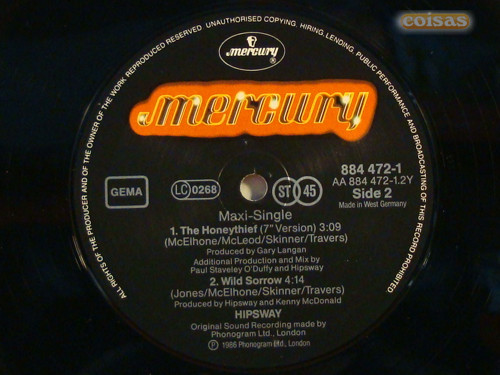 coisas
ALL RIGHTS OF THE PRODUCER AND OF THE OWNER OF THE WORK REPRODUCED RESERVED UNAUTHORISED COPYING, HIRING, LENDING, PUBLIC PERFORMANCE AND BROADCASTING OF THIS RECORD PROHIBITED
mercury
®
mercury
884 472-1
AA 884 472-1.2Y
Side 2
Made in West Germany
GEMA
LC 0268
ST 45
Maxi-Single
1. The Honeythief (7" Version) 3:09
(McElhone/McLeod/Skinner/Travers)
Produced by Gary Langan
Additional Production and Mix by
Paul Staveley O'Duffy and Hipsway
2. Wild Sorrow 4:14
(Jones/McElhone/Skinner/Travers)
Produced by Hipsway and Kenny McDonald
HIPSWAY
Original Sound Recording made by
Phonogram Ltd., London
℗ 1986 Phonogram Ltd., London